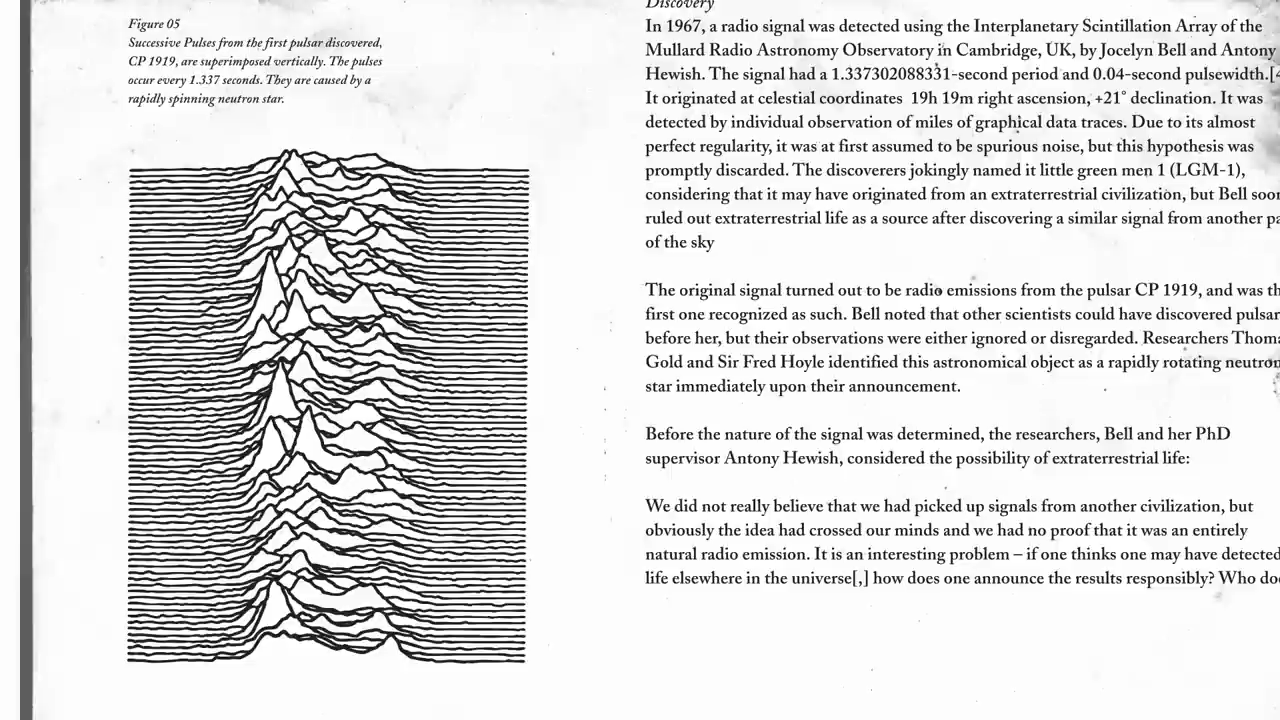 Figure 05
Successive Pulses from the first pulsar discovered,
CP 1919, are superimposed vertically. The pulses
occur every 1.337 seconds. They are caused by a
rapidly spinning neutron star.
Discovery
In 1967, a radio signal was detected using the Interplanetary Scintillation Array of the
Mullard Radio Astronomy Observatory in Cambridge, UK, by Jocelyn Bell and Antony
Hewish. The signal had a 1.337302088331-second period and 0.04-second pulsewidth.[4
It originated at celestial coordinates 19h 19m right ascension, +21° declination. It was
detected by individual observation of miles of graphical data traces. Due to its almost
perfect regularity, it was at first assumed to be spurious noise, but this hypothesis was
promptly discarded. The discoverers jokingly named it little green men 1 (LGM-1),
considering that it may have originated from an extraterrestrial civilization, but Bell soon
ruled out extraterrestrial life as a source after discovering a similar signal from another pa
of the sky
The original signal turned out to be radio emissions from the pulsar CP 1919, and was th
first one recognized as such. Bell noted that other scientists could have discovered pulsar
before her, but their observations were either ignored or disregarded. Researchers Thoma
Gold and Sir Fred Hoyle identified this astronomical object as a rapidly rotating neutron
star immediately upon their announcement.
Before the nature of the signal was determined, the researchers, Bell and her PhD
supervisor Antony Hewish, considered the possibility of extraterrestrial life:
We did not really believe that we had picked up signals from another civilization, but
obviously the idea had crossed our minds and we had no proof that it was an entirely
natural radio emission. It is an interesting problem – if one thinks one may have detected
life elsewhere in the universe[,] how does one announce the results responsibly? Who doe